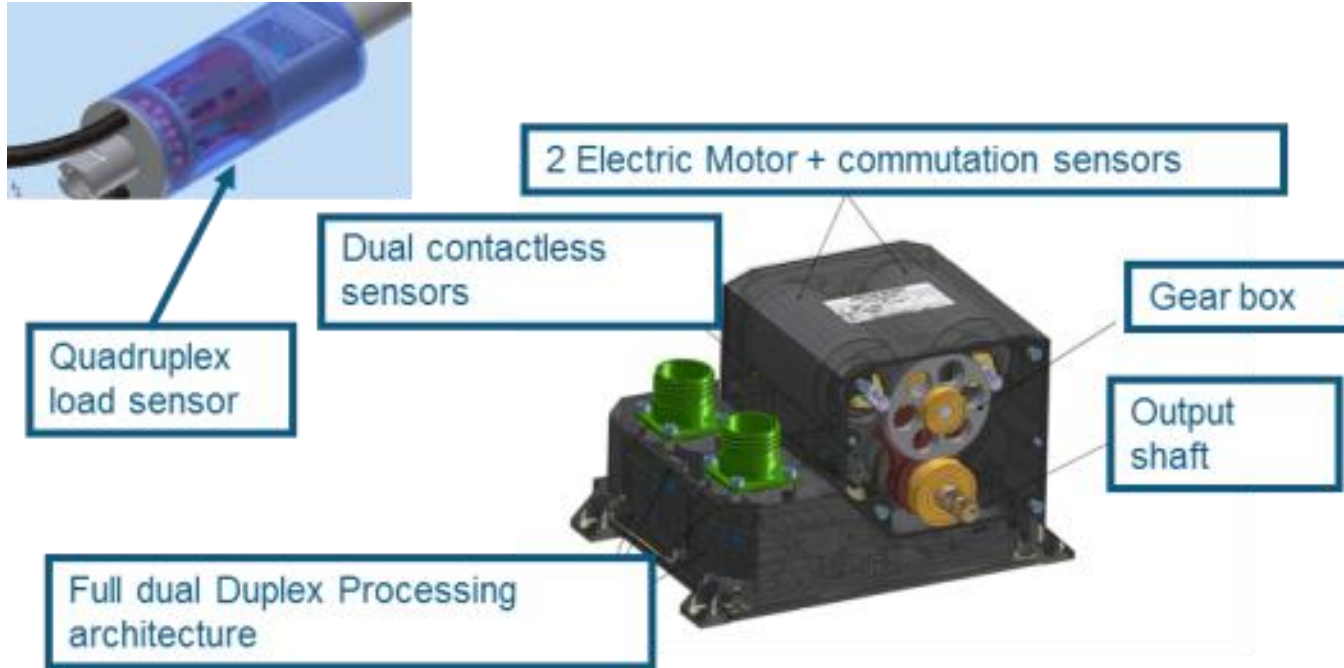 2 Electric Motor + commutation sensors
Dual contactless
sensors
Gear box
Quadruplex
load sensor
Output
shaft
Full dual Duplex Processing
architecture